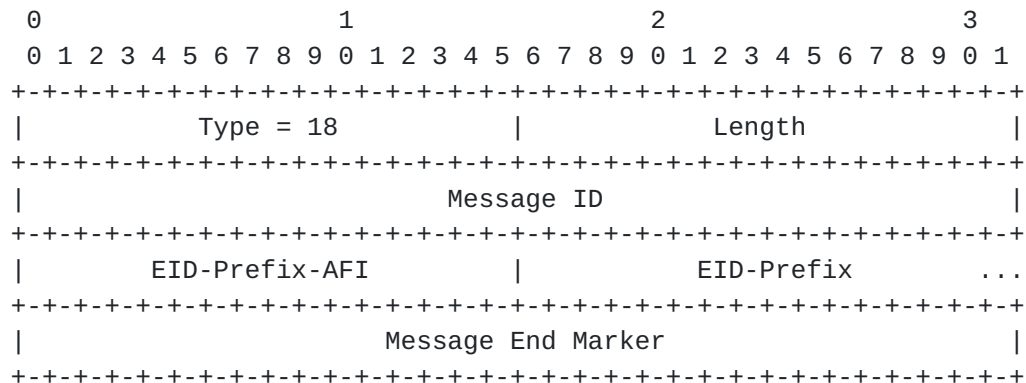 0                   1                   2                   3
 0 1 2 3 4 5 6 7 8 9 0 1 2 3 4 5 6 7 8 9 0 1 2 3 4 5 6 7 8 9 0 1
+-+-+-+-+-+-+-+-+-+-+-+-+-+-+-+-+-+-+-+-+-+-+-+-+-+-+-+-+-+-+-+-+
|           Type = 18           |            Length             |
+-+-+-+-+-+-+-+-+-+-+-+-+-+-+-+-+-+-+-+-+-+-+-+-+-+-+-+-+-+-+-+-+
|                           Message ID                          |
+-+-+-+-+-+-+-+-+-+-+-+-+-+-+-+-+-+-+-+-+-+-+-+-+-+-+-+-+-+-+-+-+
|        EID-Prefix-AFI         |           EID-Prefix        ...
+-+-+-+-+-+-+-+-+-+-+-+-+-+-+-+-+-+-+-+-+-+-+-+-+-+-+-+-+-+-+-+-+
|                       Message End Marker                      |
+-+-+-+-+-+-+-+-+-+-+-+-+-+-+-+-+-+-+-+-+-+-+-+-+-+-+-+-+-+-+-+-+